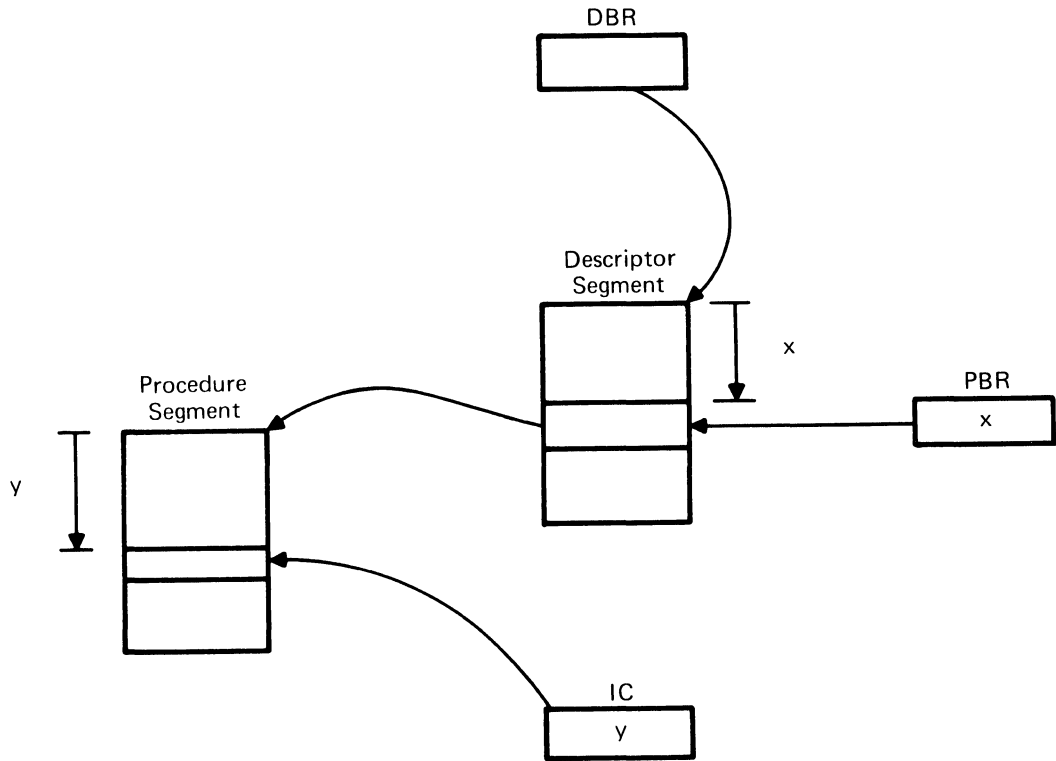 DBR
Descriptor
Segment
x
PBR
x
Procedure
Segment
y
IC
y